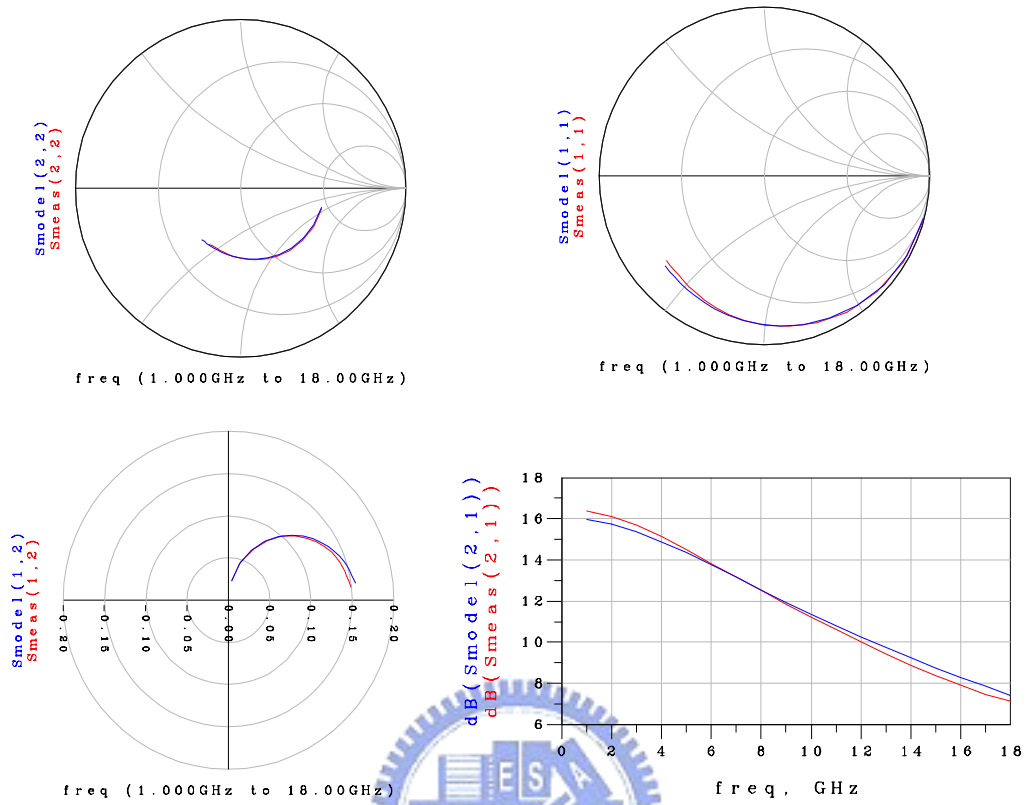 Smodel(2,2)
Smeas(2,2)
freq (1.000GHz to 18.00GHz)
Smodel(1,1)
Smeas(1,1)
freq (1.000GHz to 18.00GHz)
Smodel(1,2)
Smeas(1,2)
-0.20
-0.15
-0.10
-0.05
0.00
0.05
0.10
0.15
0.20
freq (1.000GHz to 18.00GHz)
dB(Smodel(2,1))
dB(Smeas(2,1))
18
16
14
12
10
8
6
0
2
4
6
8
10
12
14
16
18
freq, GHz
ESA